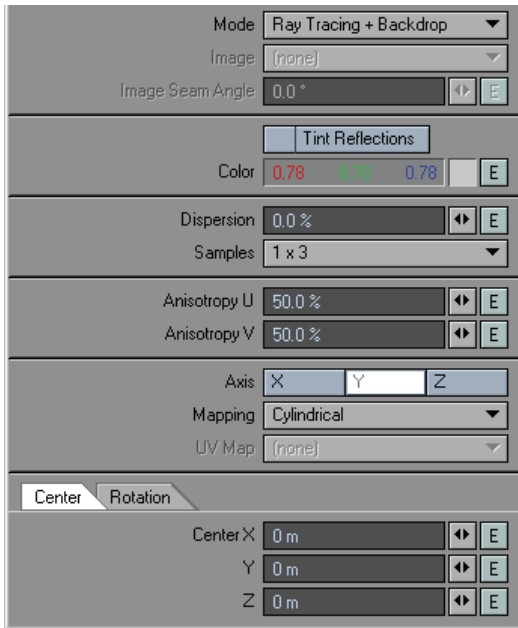 Mode Ray Tracing + Backdrop
Image (none)
Image Seam Angle 0.0 ° E
Tint Reflections
Color 0.78 0.78 0.78 E
Dispersion 0.0 % E
Samples 1 x 3
Anisotropy U 50.0 % E
Anisotropy V 50.0 % E
Axis X Y Z
Mapping Cylindrical
UV Map (none)
Center Rotation
Center X 0 m E
Y 0 m E
Z 0 m E